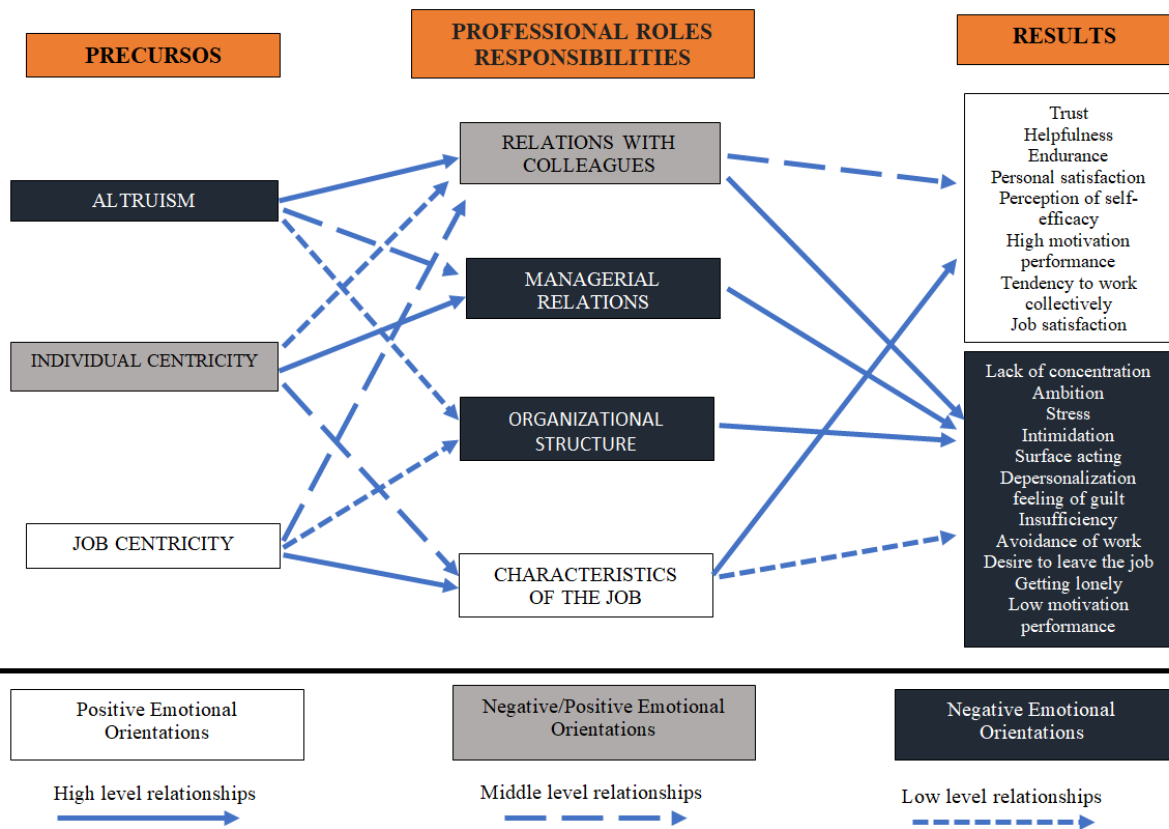 PRECURSOS
PROFESSIONAL ROLES
RESPONSIBILITIES
RESULTS
ALTRUISM
INDIVIDUAL CENTRICITY
JOB CENTRICITY
RELATIONS WITH
COLLEAGUES
MANAGERIAL
RELATIONS
ORGANIZATIONAL
STRUCTURE
CHARACTERISTICS
OF THE JOB
Trust
Helpfulness
Endurance
Personal satisfaction
Perception of self-
efficacy
High motivation
performance
Tendency to work
collectively
Job satisfaction
Lack of concentration
Ambition
Stress
Intimidation
Surface acting
Depersonalization
feeling of guilt
Insufficiency
Avoidance of work
Desire to leave the job
Getting lonely
Low motivation
performance
Positive Emotional
Orientations
Negative/Positive Emotional
Orientations
Negative Emotional
Orientations
High level relationships
Middle level relationships
Low level relationships